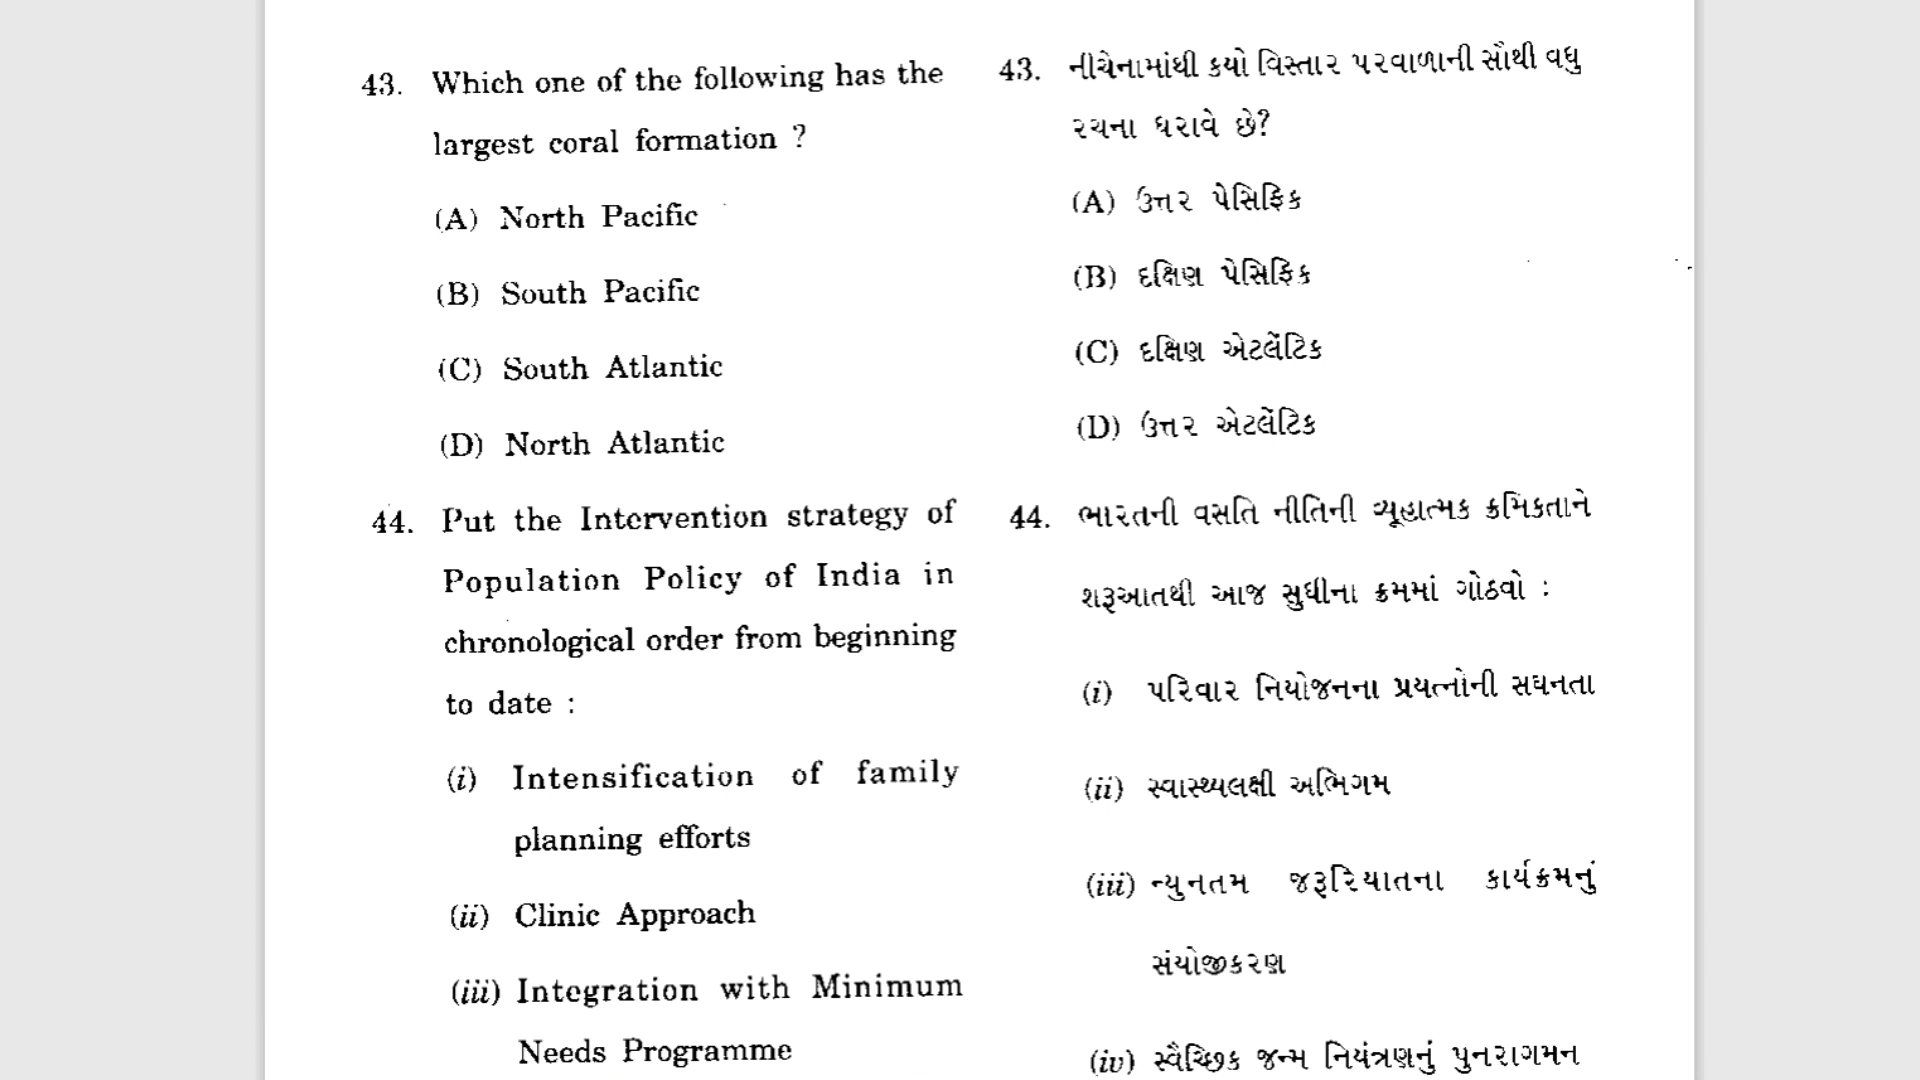 43. Which one of the following has the
largest coral formation ?
(A) North Pacific
(B) South Pacific
(C) South Atlantic
(D) North Atlantic
44. Put the Intervention strategy of
Population Policy of India in
chronological order from beginning
to date :
(i) Intensification of family
planning efforts
(ii) Clinic Approach
(iii) Integration with Minimum
Needs Programme
43. નીચેનામાંથી કયો વિસ્તાર પરવાળાની સૌથી વધુ
રચના ધરાવે છે?
(A) ઉત્તર પેસિફિક
(B) દક્ષિણ પેસિફિક
(C) દક્ષિણ એટલેંટિક
(D) ઉત્તર એટલેંટિક
44. ભારતની વસતિ નીતિની વ્યૂહાત્મક ક્રમિકતાને
શરૂઆતથી આજ સુધીના ક્રમમાં ગોઠવો :
(i) પરિવાર નિયોજનના પ્રયત્નોની સઘનતા
(ii) સ્વાસ્થ્યલક્ષી અભિગમ
(iii) ન્યુનતમ જરૂરિયાતના કાર્યક્રમનું
સંયોજીકરણ
(iv) સ્વૈચ્છિક જન્મ નિયંત્રણનું પુનરાગમન